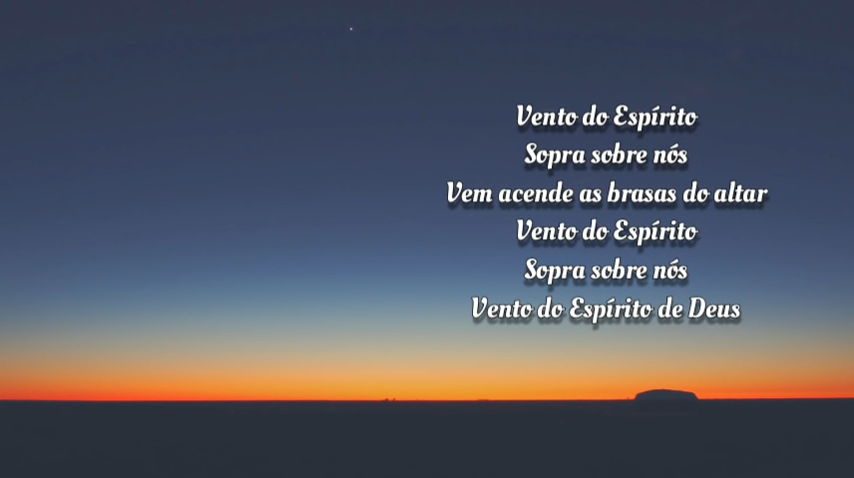 Vento do Espírito
Sopra sobre nós
Vem acende as brasas do altar
Vento do Espírito
Sopra sobre nós
Vento do Espírito de Deus